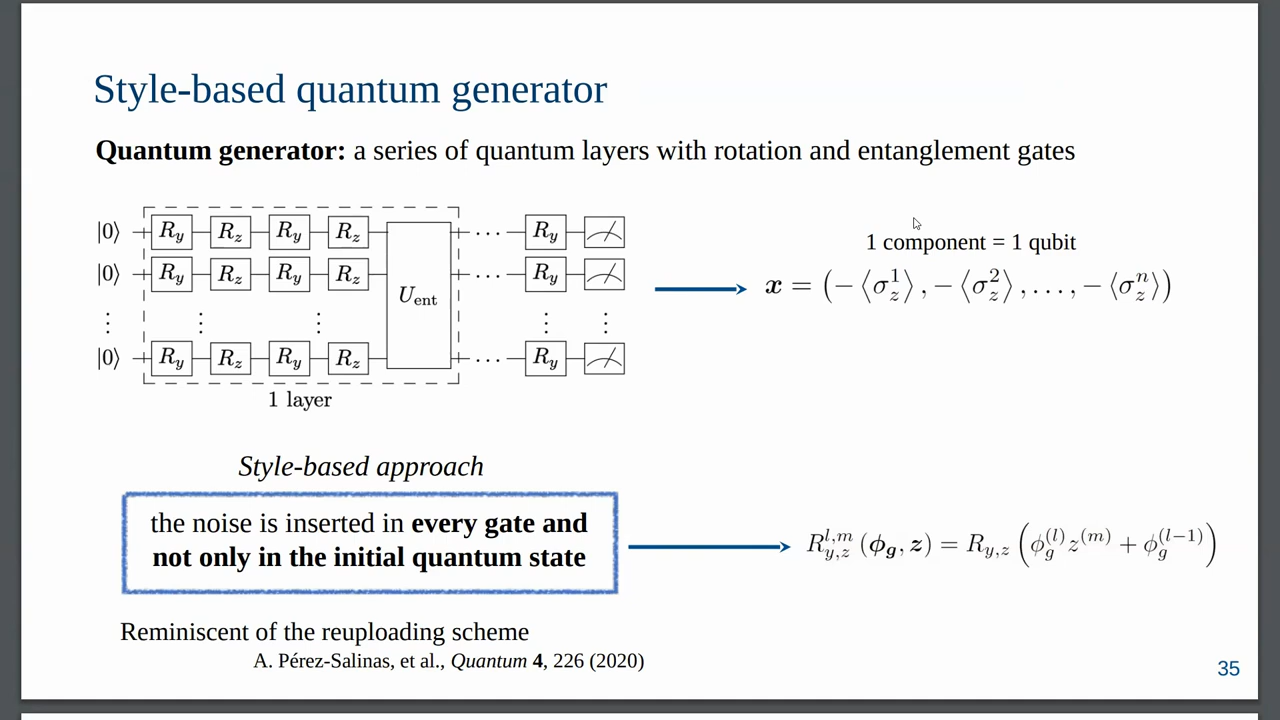 Style-based quantum generator
Quantum generator: a series of quantum layers with rotation and entanglement gates
|0⟩ R_y R_z R_y R_z ⋯ R_y
|0⟩ R_y R_z R_y R_z ⋯ R_y
U_ent
⋮ ⋮ ⋮ ⋮ ⋮
|0⟩ R_y R_z R_y R_z ⋯ R_y
1 layer
1 component = 1 qubit
x = (−⟨σ_z^1⟩, −⟨σ_z^2⟩, …, −⟨σ_z^n⟩)
Style-based approach
the noise is inserted in every gate and
not only in the initial quantum state
R_{y,z}^{l,m} (ϕ_g, z) = R_{y,z} (ϕ_g^{(l)} z^{(m)} + ϕ_g^{(l−1)})
Reminiscent of the reuploading scheme
A. Pérez-Salinas, et al., Quantum 4, 226 (2020)
35